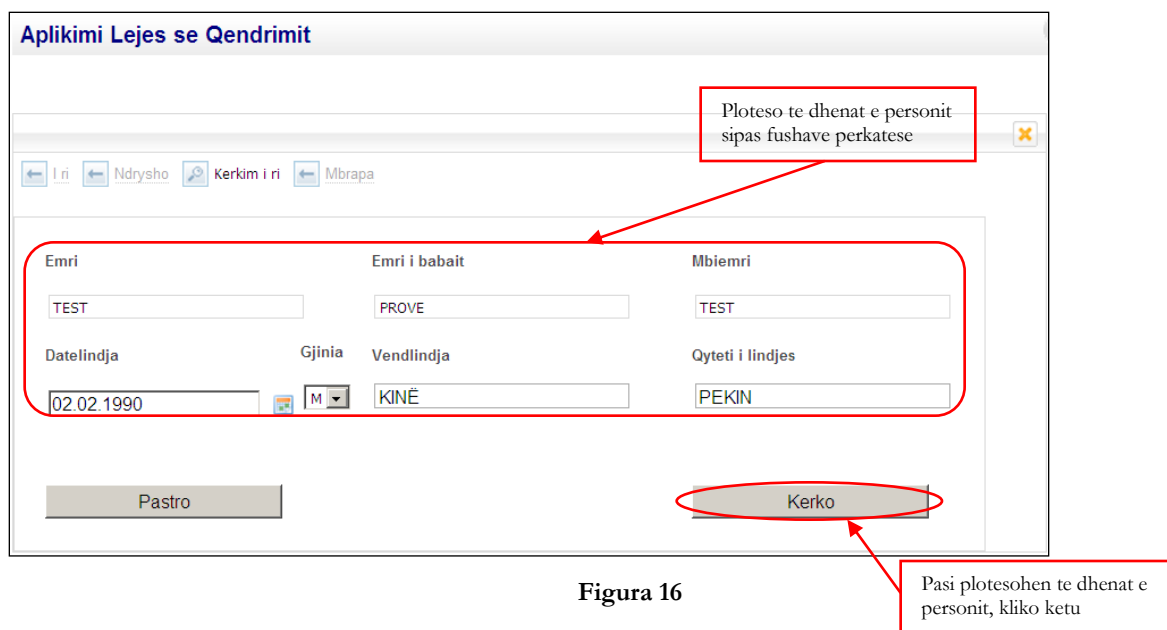 Aplikimi Lejes se Qendrimit
Ploteso te dhenat e personit
sipas fushave perkatese
I ri Ndrysho Kerkim i ri Mbrapa
Emri Emri i babait Mbiemri
TEST PROVE TEST
Datelindja Gjinia Vendlindja Qyteti i lindjes
02.02.1990 M KINË PEKIN
Pastro Kerko
Figura 16
Pasi plotesohen te dhenat e
personit, kliko ketu